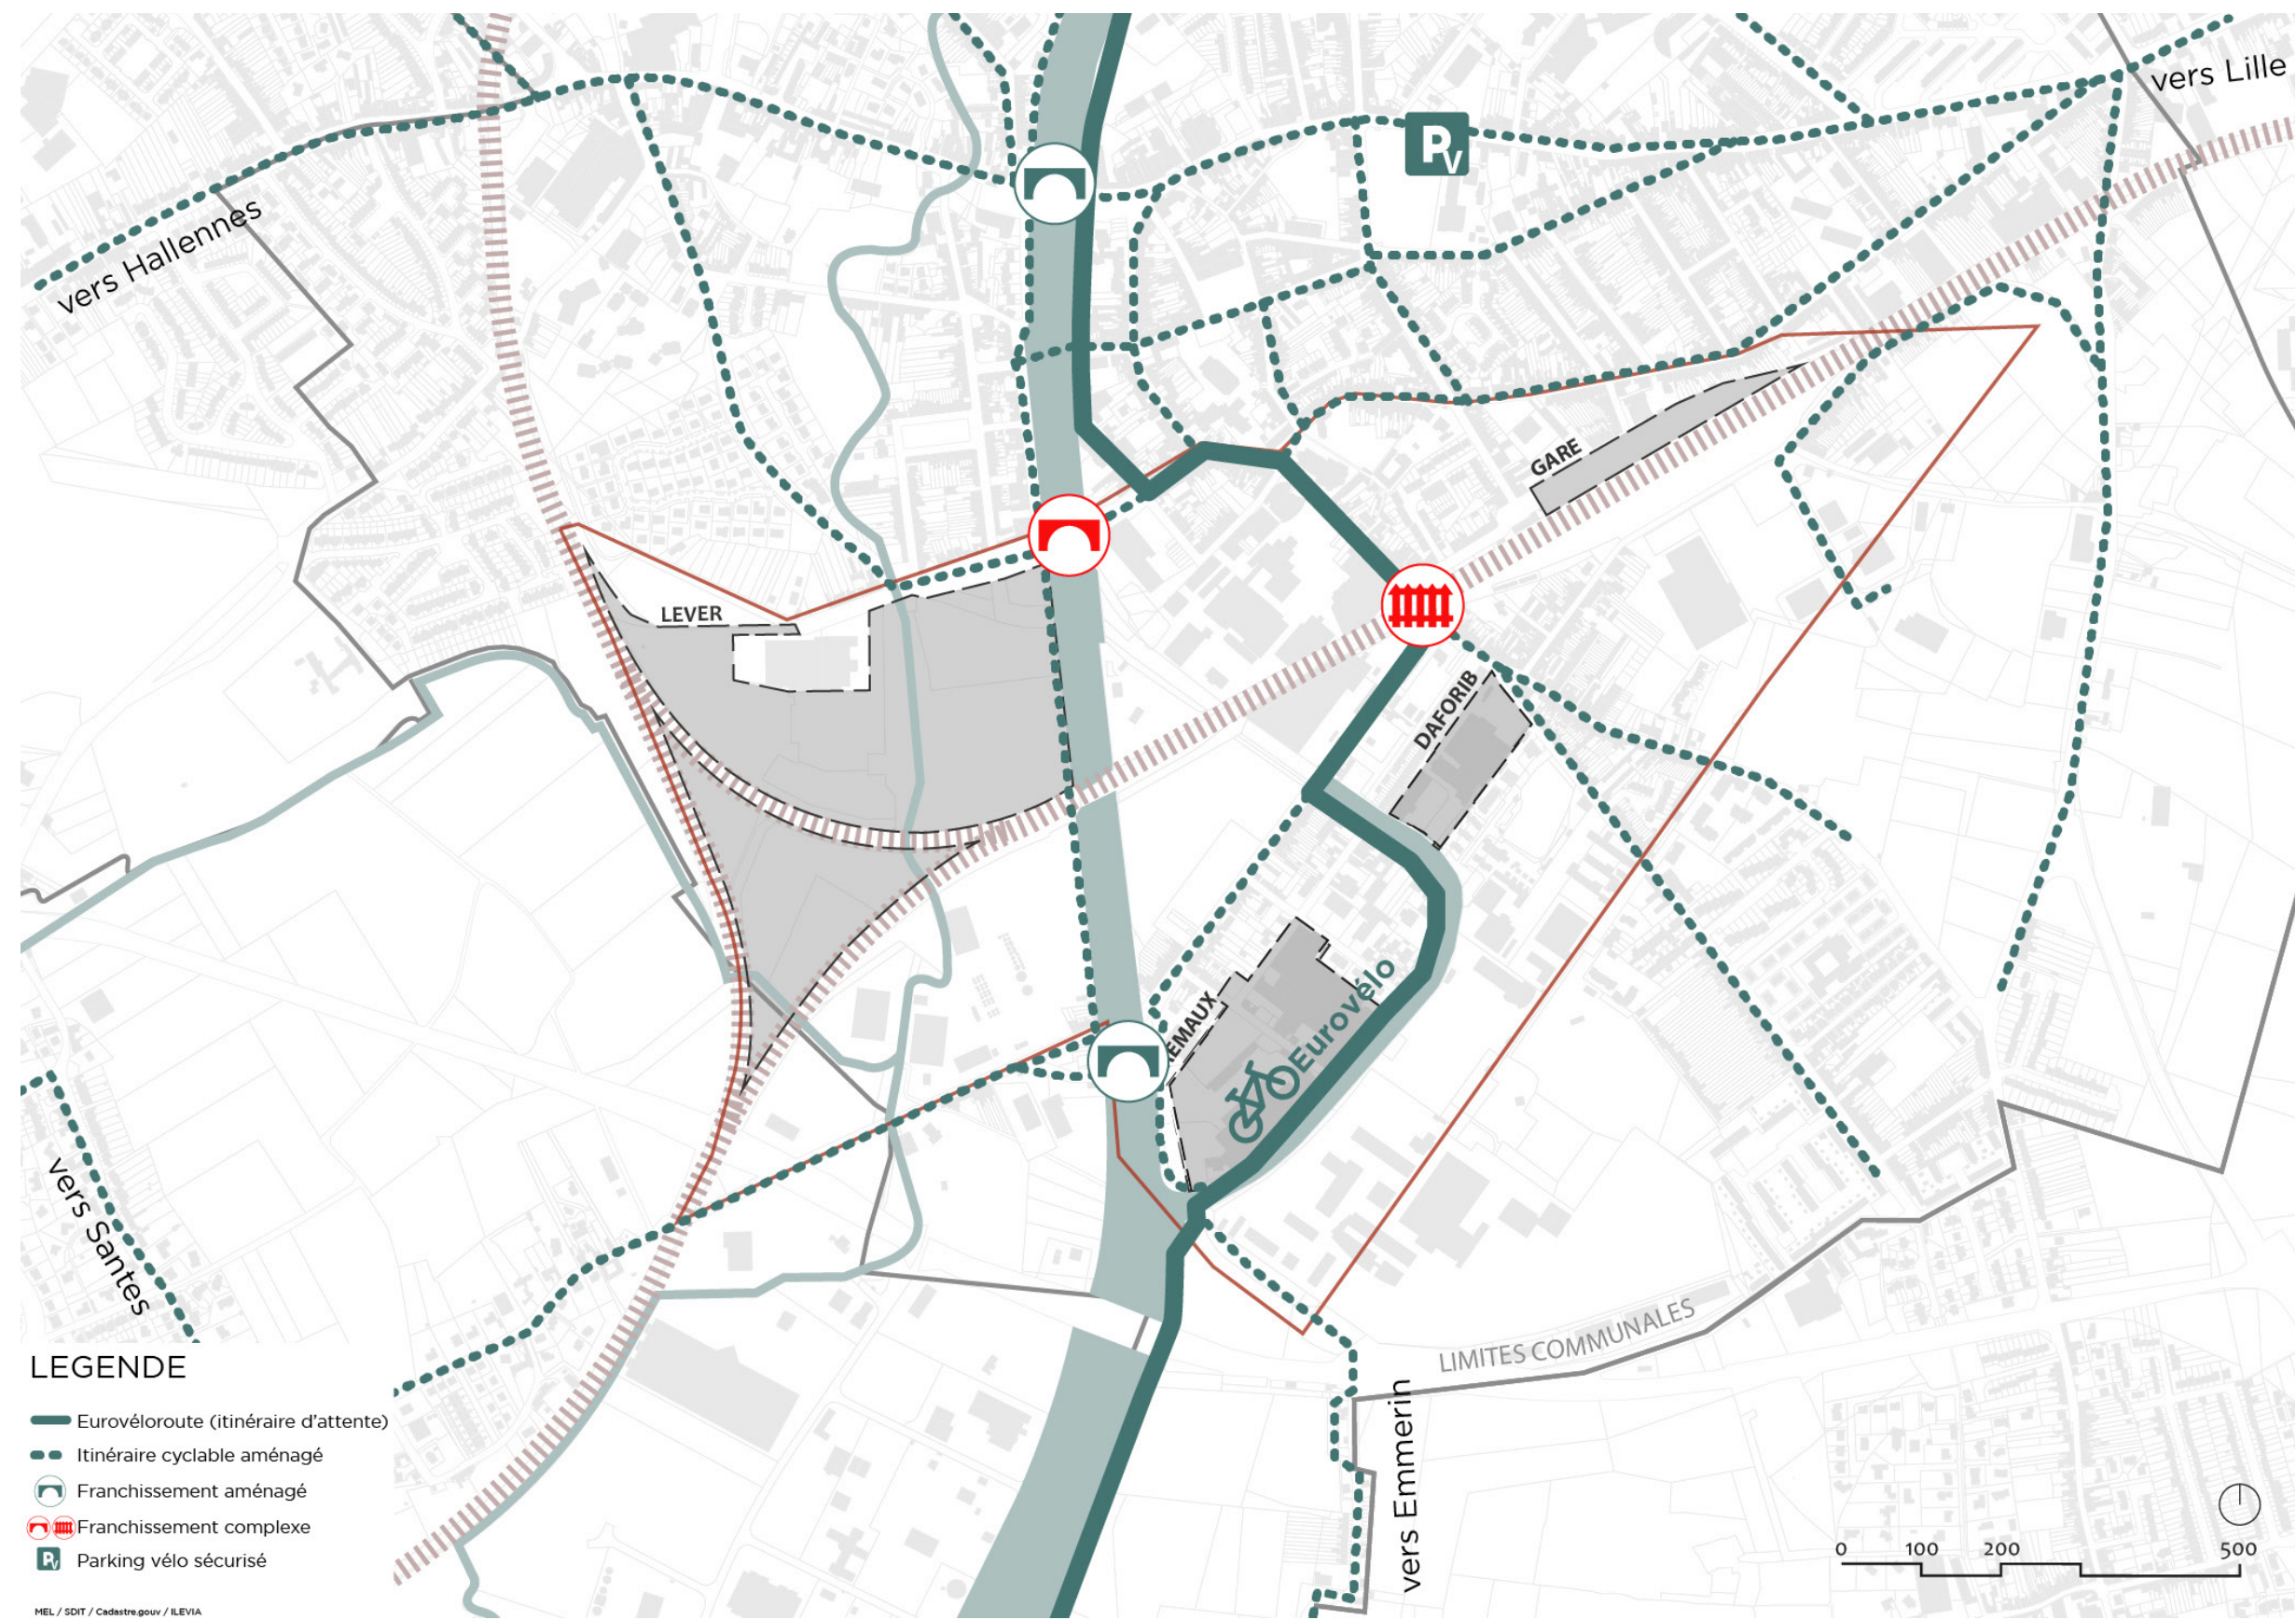 vers Lille
P
V
vers Hallennes
GARE
LEVER
DAFORIB
Eurovélo
EMAUX
vers Santes
LIMITES COMMUNALES
vers Emmerin
LEGENDE
Eurovéloroute (itinéraire d'attente)
Itinéraire cyclable aménagé
Franchissement aménagé
Franchissement complexe
PV Parking vélo sécurisé
0 100 200 500
MEL / SDIT / Cadastre.gouv / ILEVIA